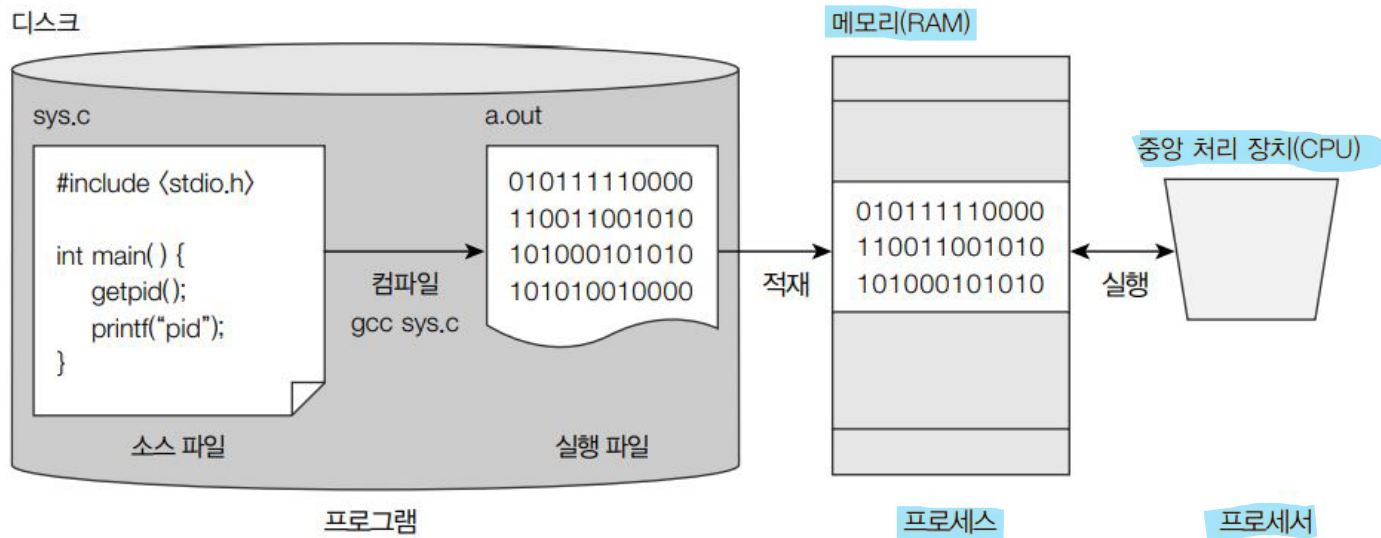 디스크
메모리(RAM)
sys.c
a.out
중앙 처리 장치(CPU)
#include <stdio.h>
int main( ) {
getpid();
printf(“pid”);
}
컴파일
gcc sys.c
010111110000
110011001010
101000101010
101010010000
적재
010111110000
110011001010
101000101010
실행
소스 파일
실행 파일
프로그램
프로세스
프로세서